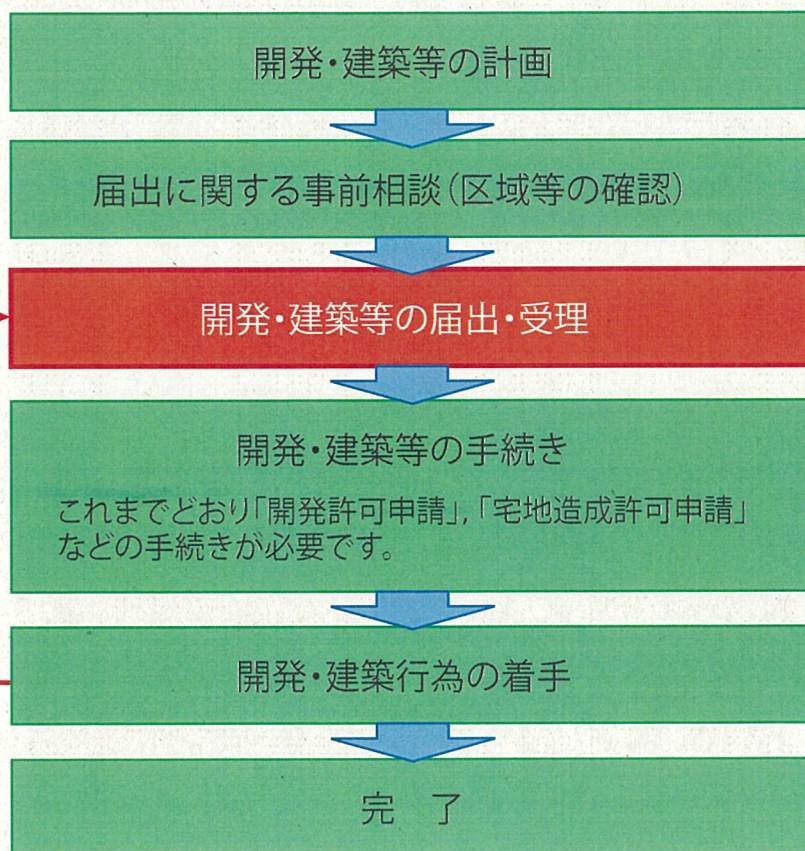 開発・建築等の計画
届出に関する事前相談(区域等の確認)
開発・建築等の届出・受理
開発・建築等の手続き
これまでどおり「開発許可申請」,「宅地造成許可申請」
などの手続きが必要です。
開発・建築行為の着手
完 了